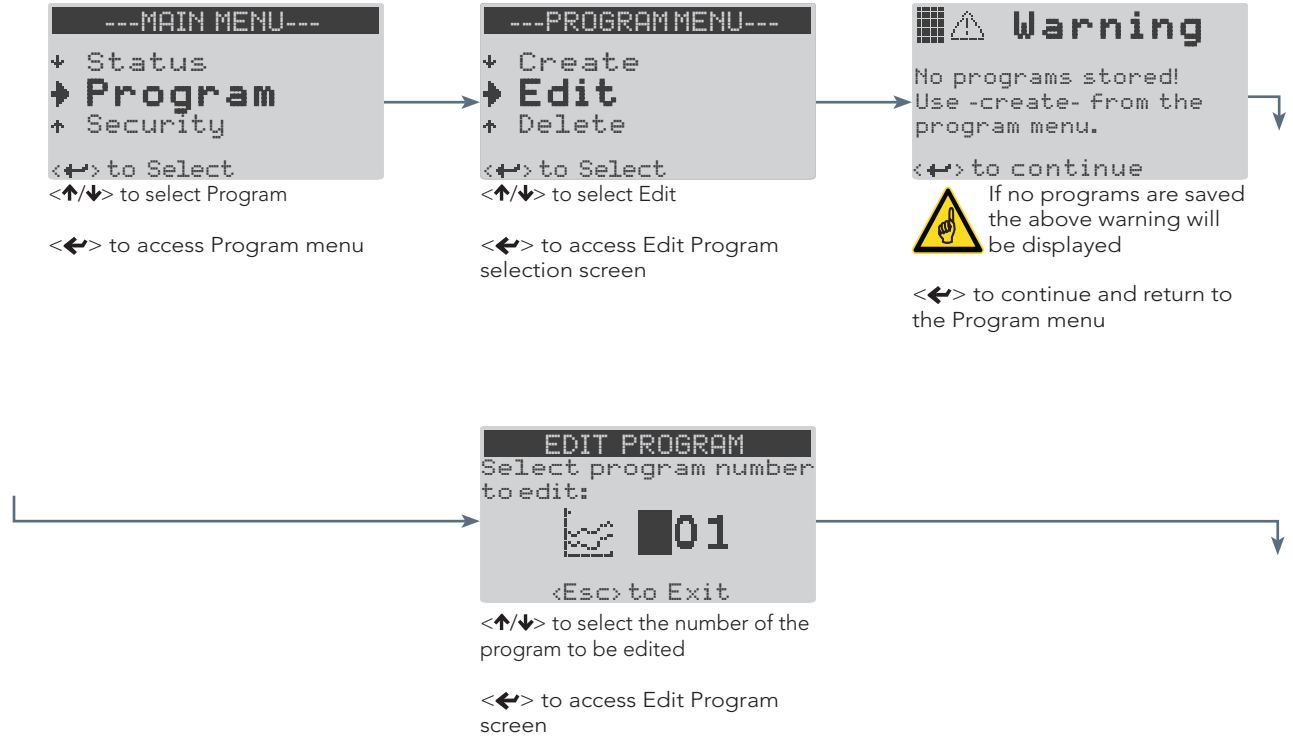 ---MAIN MENU---
↓ Status
→ Program
↑ Security
<↵> to Select
<↑/↓> to select Program
<↵> to access Program menu
---PROGRAM MENU---
↓ Create
→ Edit
↑ Delete
<↵> to Select
<↑/↓> to select Edit
<↵> to access Edit Program
selection screen
Warning
No programs stored!
Use -create- from the
program menu.
<↵> to continue
If no programs are saved
the above warning will
be displayed
<↵> to continue and return to
the Program menu
EDIT PROGRAM
Select program number
to edit:
01
<Esc> to Exit
<↑/↓> to select the number of the
program to be edited
<↵> to access Edit Program
screen